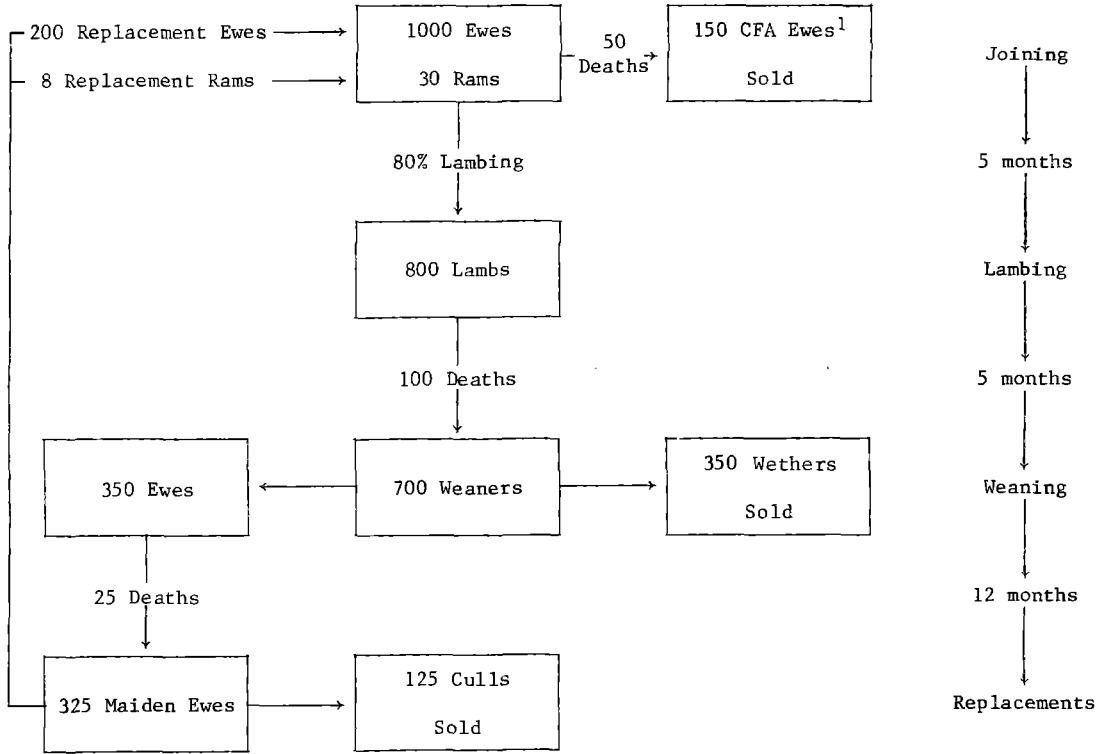 200 Replacement Ewes
8 Replacement Rams
1000 Ewes
30 Rams
50
Deaths
150 CFA Ewes1
Sold
80% Lambing
800 Lambs
100 Deaths
350 Ewes
700 Weaners
350 Wethers
Sold
25 Deaths
325 Maiden Ewes
125 Culls
Sold
Joining
5 months
Lambing
5 months
Weaning
12 months
Replacements